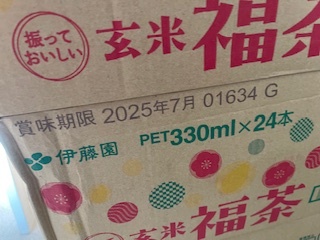 振って
おいしい
玄米 福茶
賞味期限 2025年7月 01634 G
伊藤園 PET330ml×24本
玄米 福茶